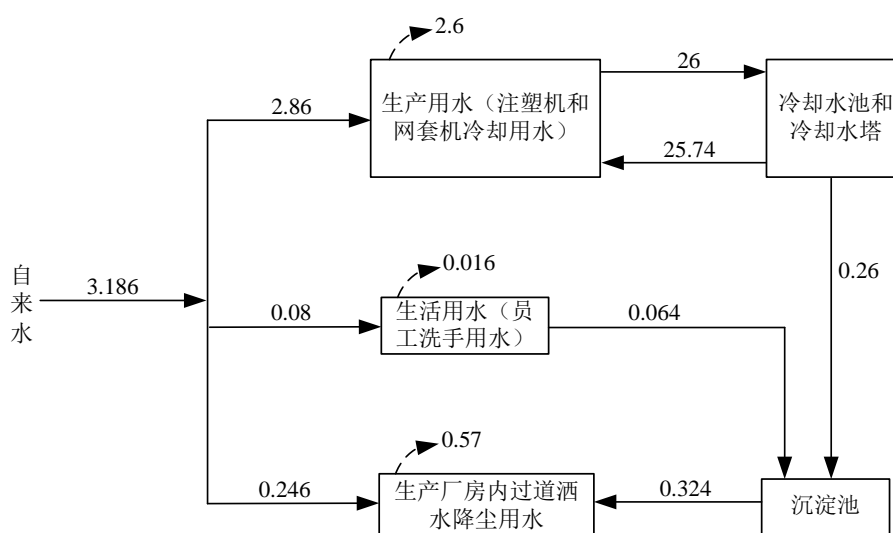 2.6
26
2.86
生产用水（注塑机和
网套机冷却用水）
冷却水池和
冷却水塔
25.74
自
来
水
3.186
0.016
0.26
0.08
生活用水（员
工洗手用水）
0.064
0.57
0.246
生产厂房内过道洒
水降尘用水
0.324
沉淀池